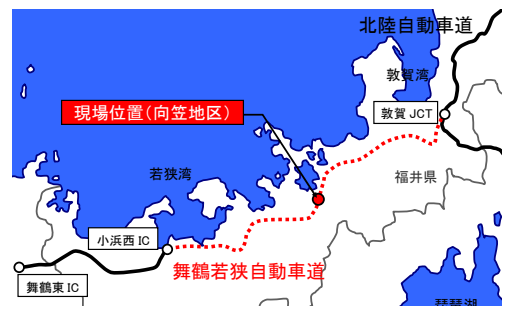 北陸自動車道
敦賀湾
現場位置(向笠地区)
敦賀 JCT
若狭湾
福井県
小浜西 IC
舞鶴若狭自動車道
舞鶴東 IC
琵琶湖